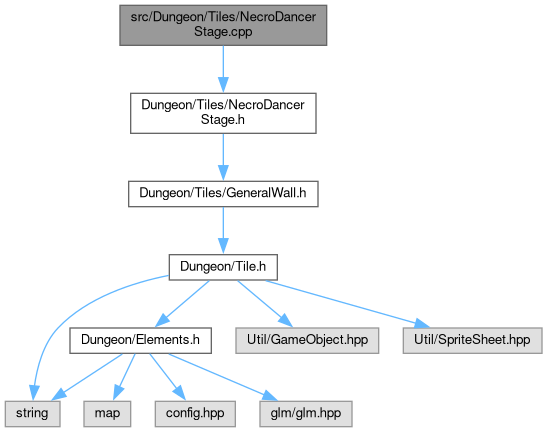 src/Dungeon/Tiles/NecroDancer
Stage.cpp
Dungeon/Tiles/NecroDancer
Stage.h
Dungeon/Tiles/GeneralWall.h
Dungeon/Tile.h
Dungeon/Elements.h
Util/GameObject.hpp
Util/SpriteSheet.hpp
string
map
config.hpp
glm/glm.hpp